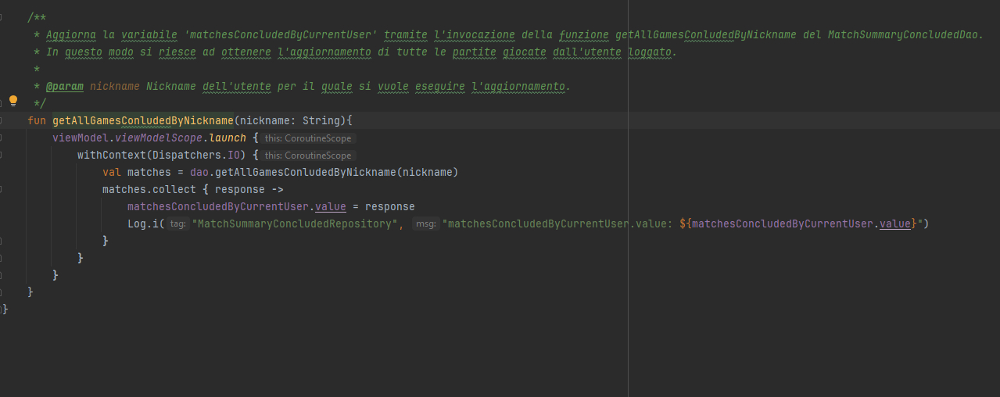 /**
 * Aggiorna la variabile 'matchesConcludedByCurrentUser' tramite l'invocazione della funzione getAllGamesConludedByNickname del MatchSummaryConcludedDao.
 * In questo modo si riesce ad ottenere l'aggiornamento di tutte le partite giocate dall'utente loggato.
 *
 * @param nickname Nickname dell'utente per il quale si vuole eseguire l'aggiornamento.
 */
fun getAllGamesConludedByNickname(nickname: String){
    viewModel.viewModelScope.launch { this: CoroutineScope
        withContext(Dispatchers.IO) { this: CoroutineScope
            val matches = dao.getAllGamesConludedByNickname(nickname)
            matches.collect { response ->
                matchesConcludedByCurrentUser.value = response
                Log.i( tag: "MatchSummaryConcludedRepository", msg: "matchesConcludedByCurrentUser.value: ${matchesConcludedByCurrentUser.value}")
            }
        }
    }
}
}